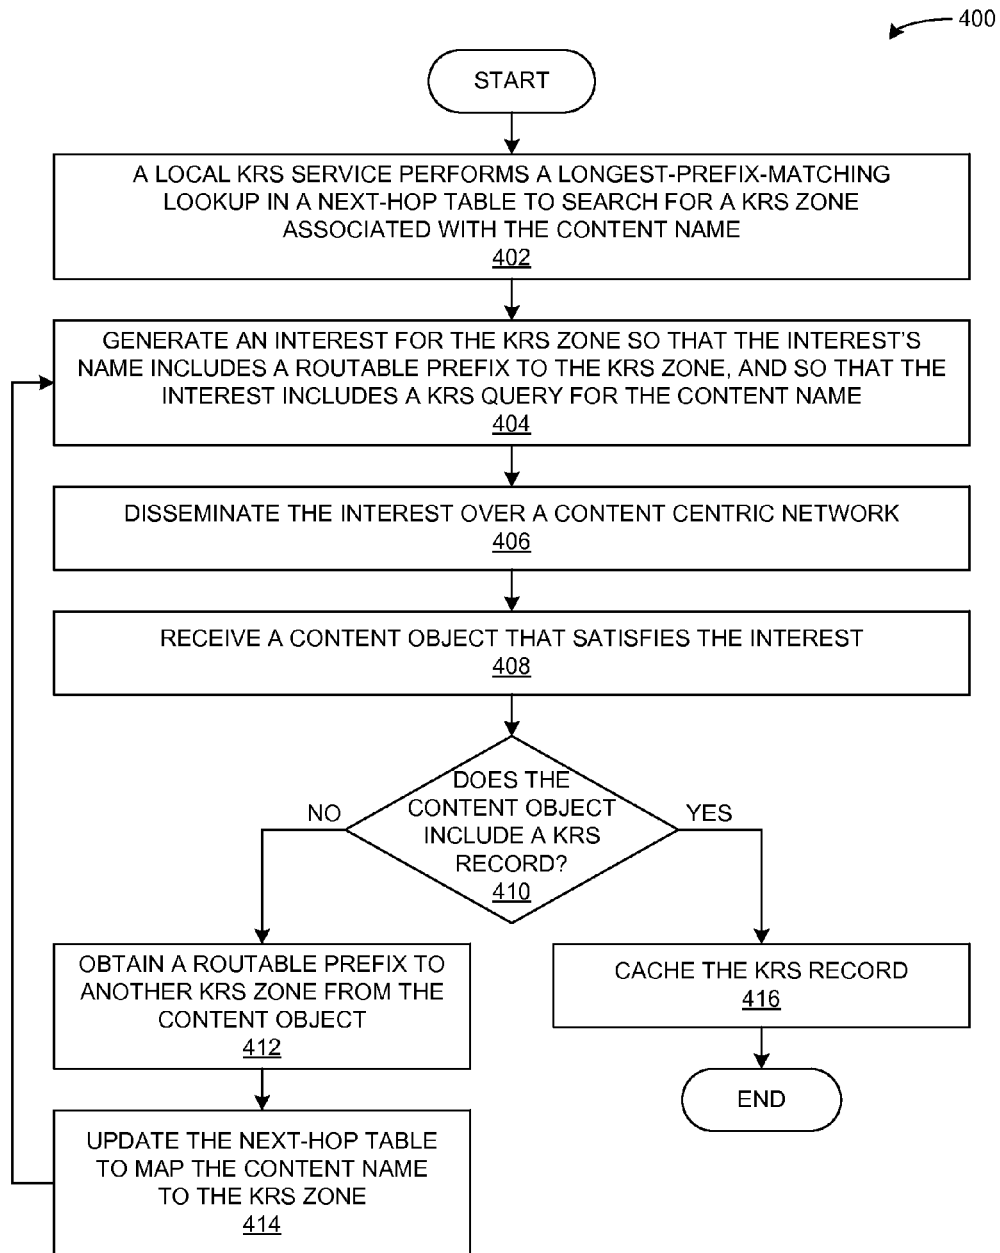 400
START
A LOCAL KRS SERVICE PERFORMS A LONGEST-PREFIX-MATCHING
LOOKUP IN A NEXT-HOP TABLE TO SEARCH FOR A KRS ZONE
ASSOCIATED WITH THE CONTENT NAME
402
GENERATE AN INTEREST FOR THE KRS ZONE SO THAT THE INTEREST'S
NAME INCLUDES A ROUTABLE PREFIX TO THE KRS ZONE, AND SO THAT THE
INTEREST INCLUDES A KRS QUERY FOR THE CONTENT NAME
404
DISSEMINATE THE INTEREST OVER A CONTENT CENTRIC NETWORK
406
RECEIVE A CONTENT OBJECT THAT SATISFIES THE INTEREST
408
DOES THE
CONTENT OBJECT
INCLUDE A KRS
RECORD?
410
NO
YES
OBTAIN A ROUTABLE PREFIX TO
ANOTHER KRS ZONE FROM THE
CONTENT OBJECT
412
CACHE THE KRS RECORD
416
UPDATE THE NEXT-HOP TABLE
TO MAP THE CONTENT NAME
TO THE KRS ZONE
414
END